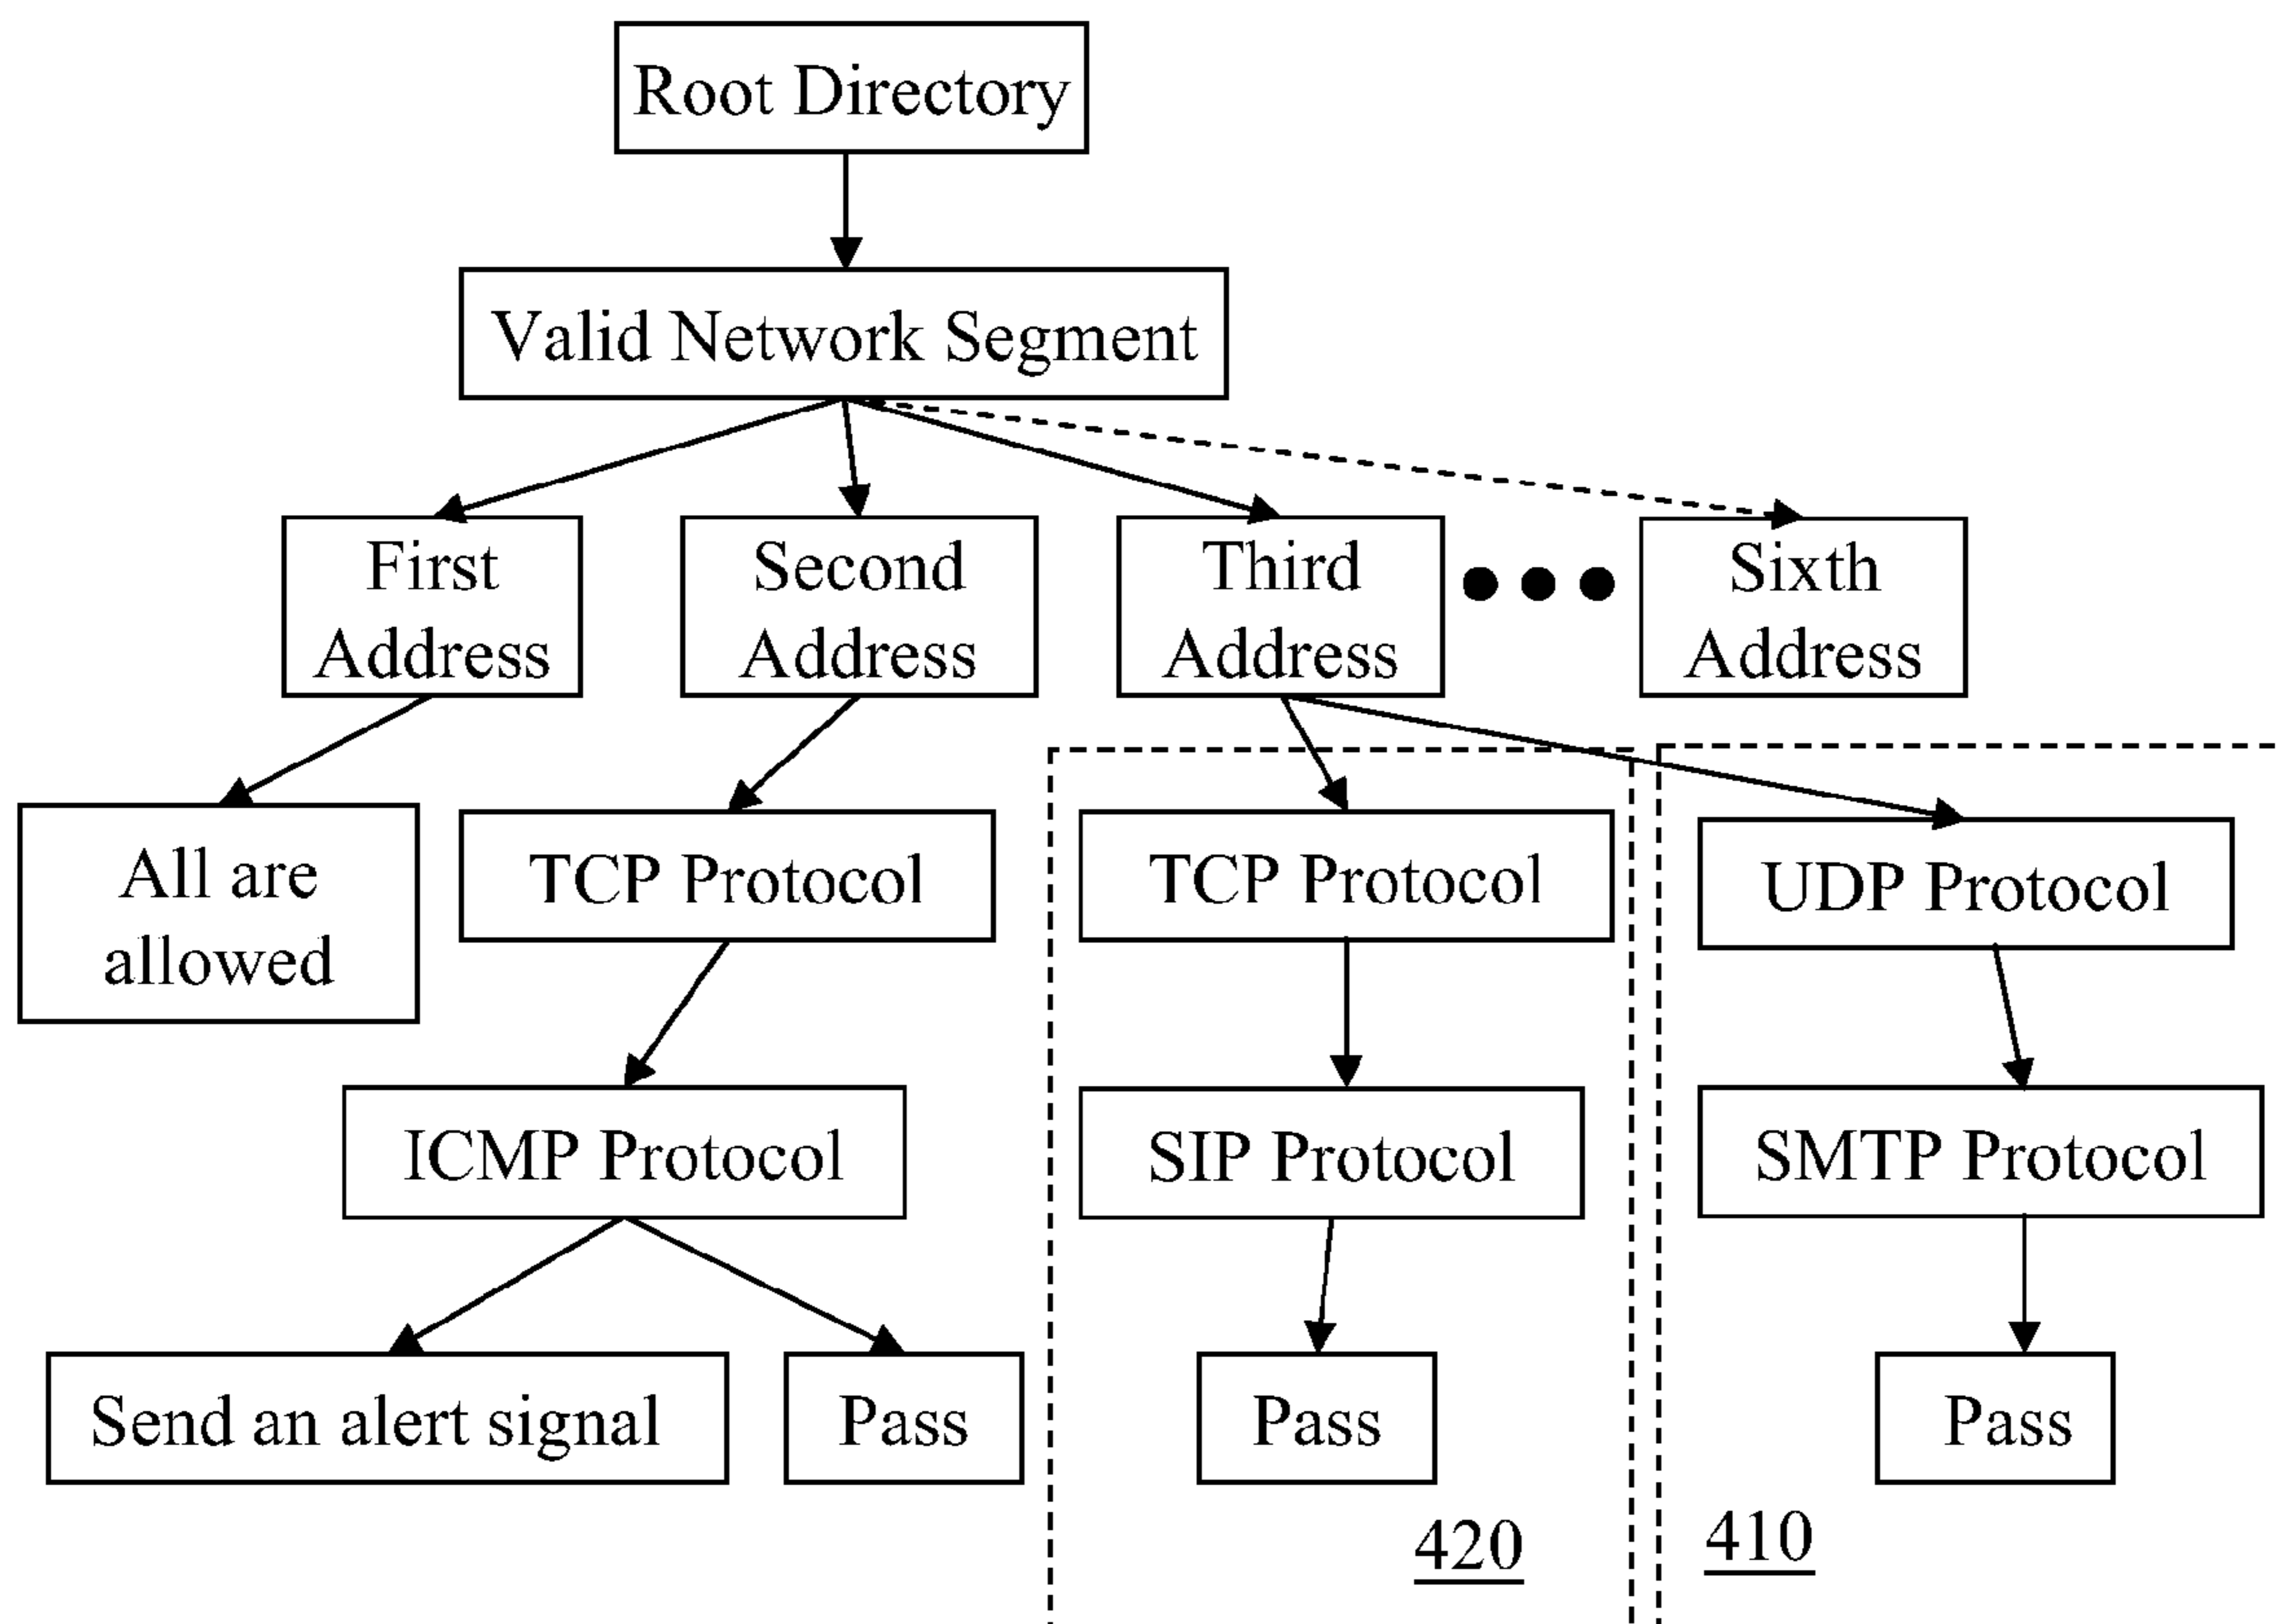 Root Directory
Valid Network Segment
First
Address
Second
Address
Third
Address
Sixth
Address
All are
allowed
TCP Protocol
TCP Protocol
UDP Protocol
ICMP Protocol
SIP Protocol
SMTP Protocol
Send an alert signal
Pass
Pass
Pass
420
410